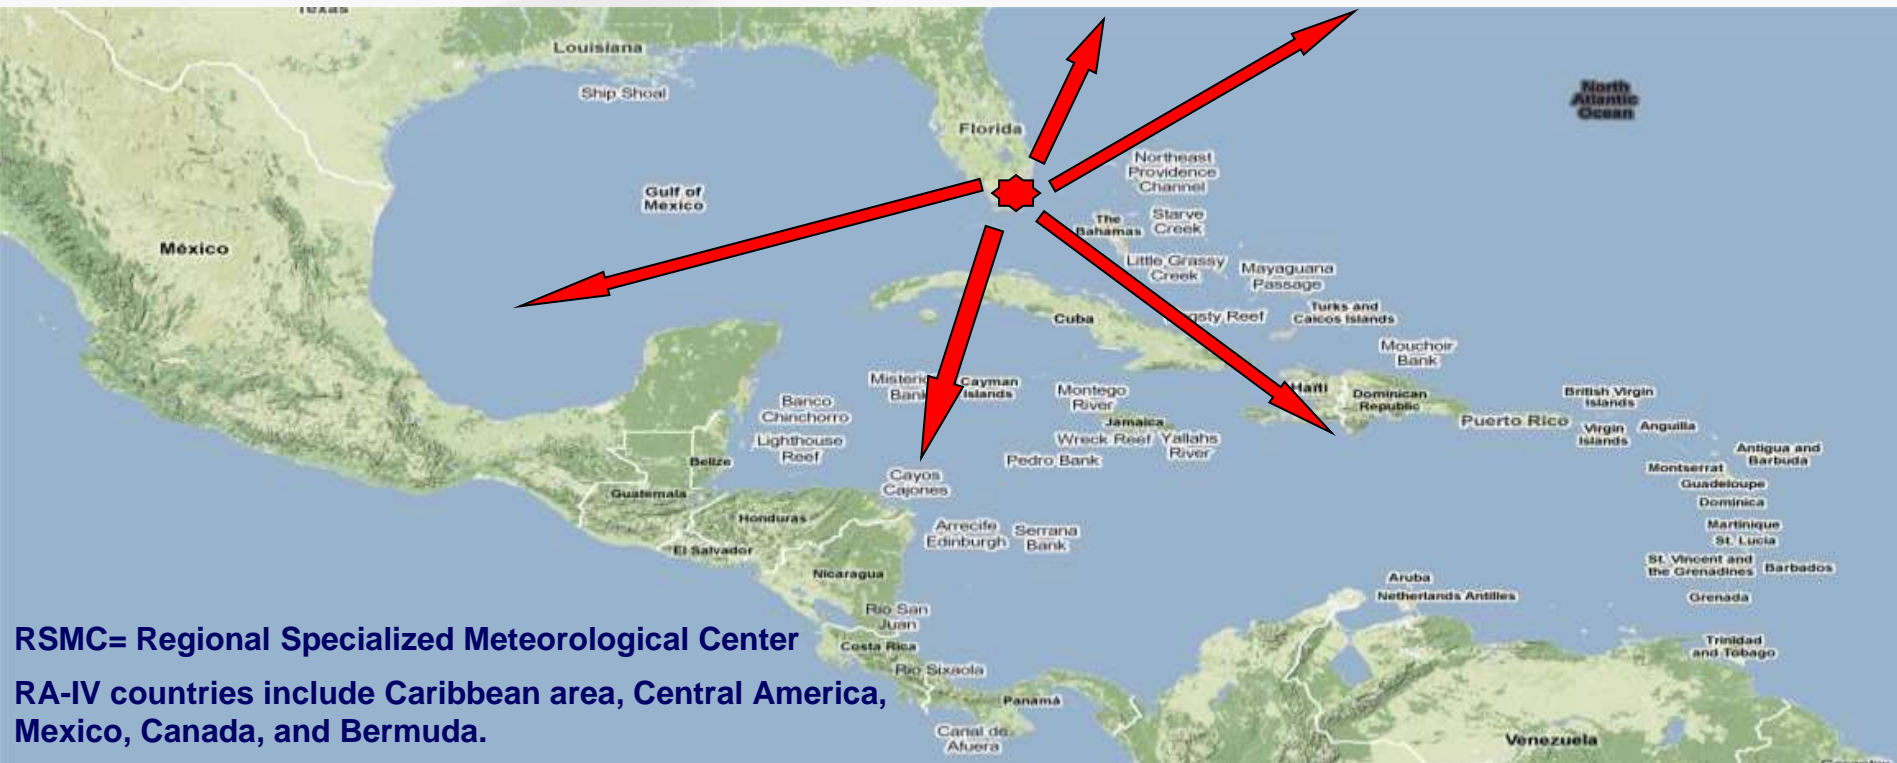 Texas
Louisiana
Ship Shoal
Florida
North
Atlantic
Ocean
Northeast
Providence
Channel
Gulf of
Mexico
The
Bahamas
Starve
Creek
México
Little Grassy
Creek
Mayaguana
Passage
Turks and
Caicos Islands
Cuba
Reef
Mouchoir
Bank
Bank
Cayman
Islands
Montego
River
Haiti
Dominican
Republic
British Virgin
Islands
Banco
Chinchorro
Jamaica
Puerto Rico
Virgin
Islands
Anguilla
Lighthouse
Reef
Wreck Reef
Yallahs
River
Pedro Bank
Antigua and
Barbuda
Belize
Montserrat
Cayos
Cajones
Guadeloupe
Guatemala
Dominica
Honduras
Arrecife
Edinburgh
Serrana
Bank
Martinique
St. Lucia
El Salvador
St. Vincent and
the Grenadines
Barbados
Nicaragua
Aruba
Netherlands Antilles
Grenada
Rio San
Juan
RSMC= Regional Specialized Meteorological Center
Costa Rica
Trinidad
and Tobago
Rio Sixaola
RA-IV countries include Caribbean area, Central America,
Mexico, Canada, and Bermuda.
Panamá
Canal de
Afuera
Venezuela